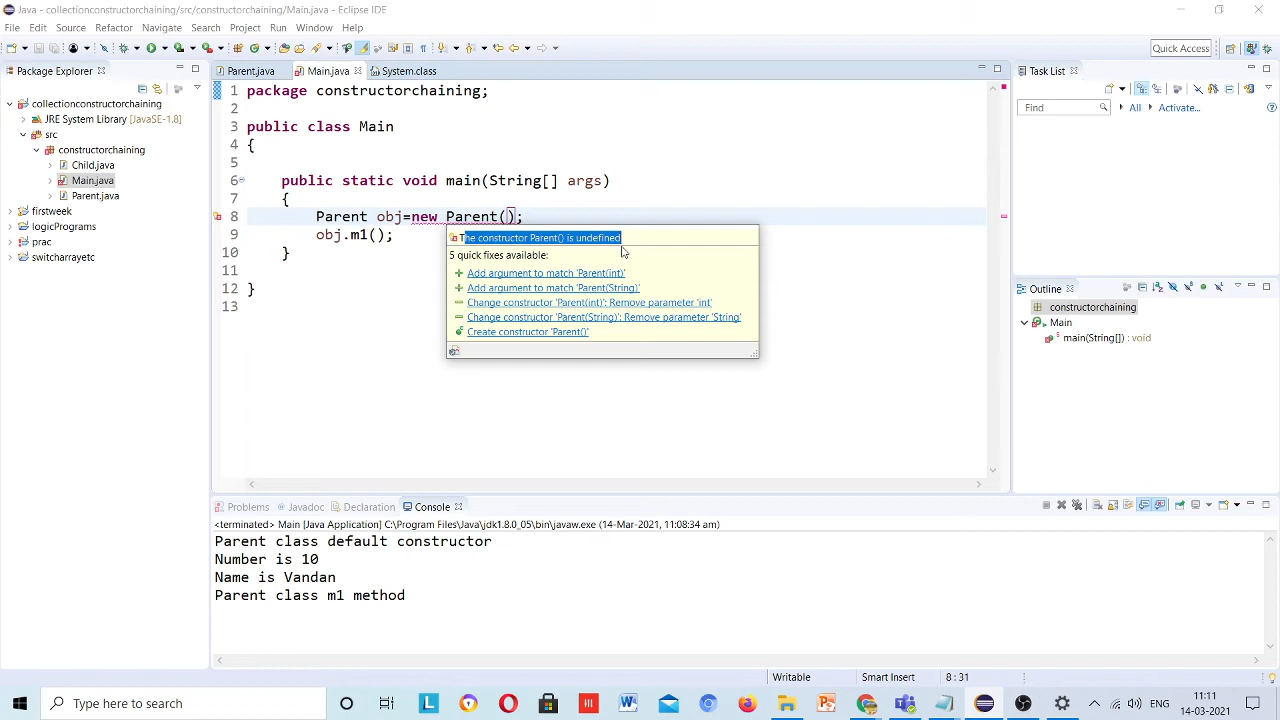 Java - collectionconstructorchaining/src/constructorchaining/Main.java - Eclipse IDE
File Edit Source Refactor Navigate Search Project Run Window Help
Quick Access
Package Explorer
Parent.java Main.java System.class
Task List
collectionconstructorchaining
JRE System Library [JavaSE-1.8]
src
constructorchaining
Child.java
Main.java
Parent.java
firstweek
logicPrograms
prac
switcharrayetc
1 package constructorchaining;
2
3 public class Main
4 {
5
6 public static void main(String[] args)
7 {
8 Parent obj=new Parent();
9 obj.m1();
10 }
11
12 }
13
The constructor Parent() is undefined
5 quick fixes available:
Add argument to match 'Parent(int)'
Add argument to match 'Parent(String)'
Change constructor 'Parent(int)': Remove parameter 'int'
Change constructor 'Parent(String)': Remove parameter 'String'
Create constructor 'Parent()'
Find All Activate...
Outline
constructorchaining
Main
main(String[]) : void
Problems Javadoc Declaration Console
<terminated> Main [Java Application] C:\Program Files\Java\jdk1.8.0_05\bin\javaw.exe (14-Mar-2021, 11:08:34 am)
Parent class default constructor
Number is 10
Name is Vandan
Parent class m1 method
Writable Smart Insert 8 : 31
Type here to search
11:11
14-03-2021